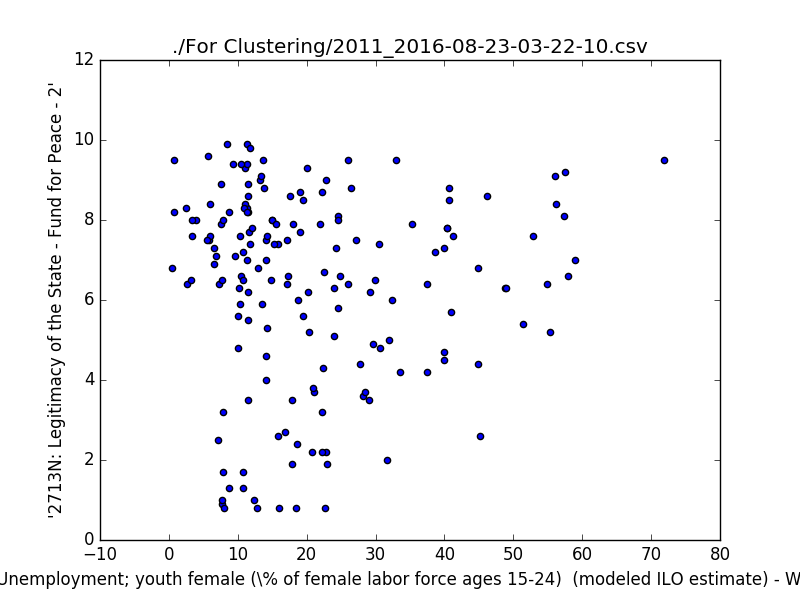 ./For Clustering/2011_2016-08-23-03-22-10.csv
'2713N: Legitimacy of the State - Fund for Peace - 2'
12
10
8
6
4
2
0
−10 0 10 20 30 40 50 60 70 80
Unemployment; youth female (\% of female labor force ages 15-24) (modeled ILO estimate) - W